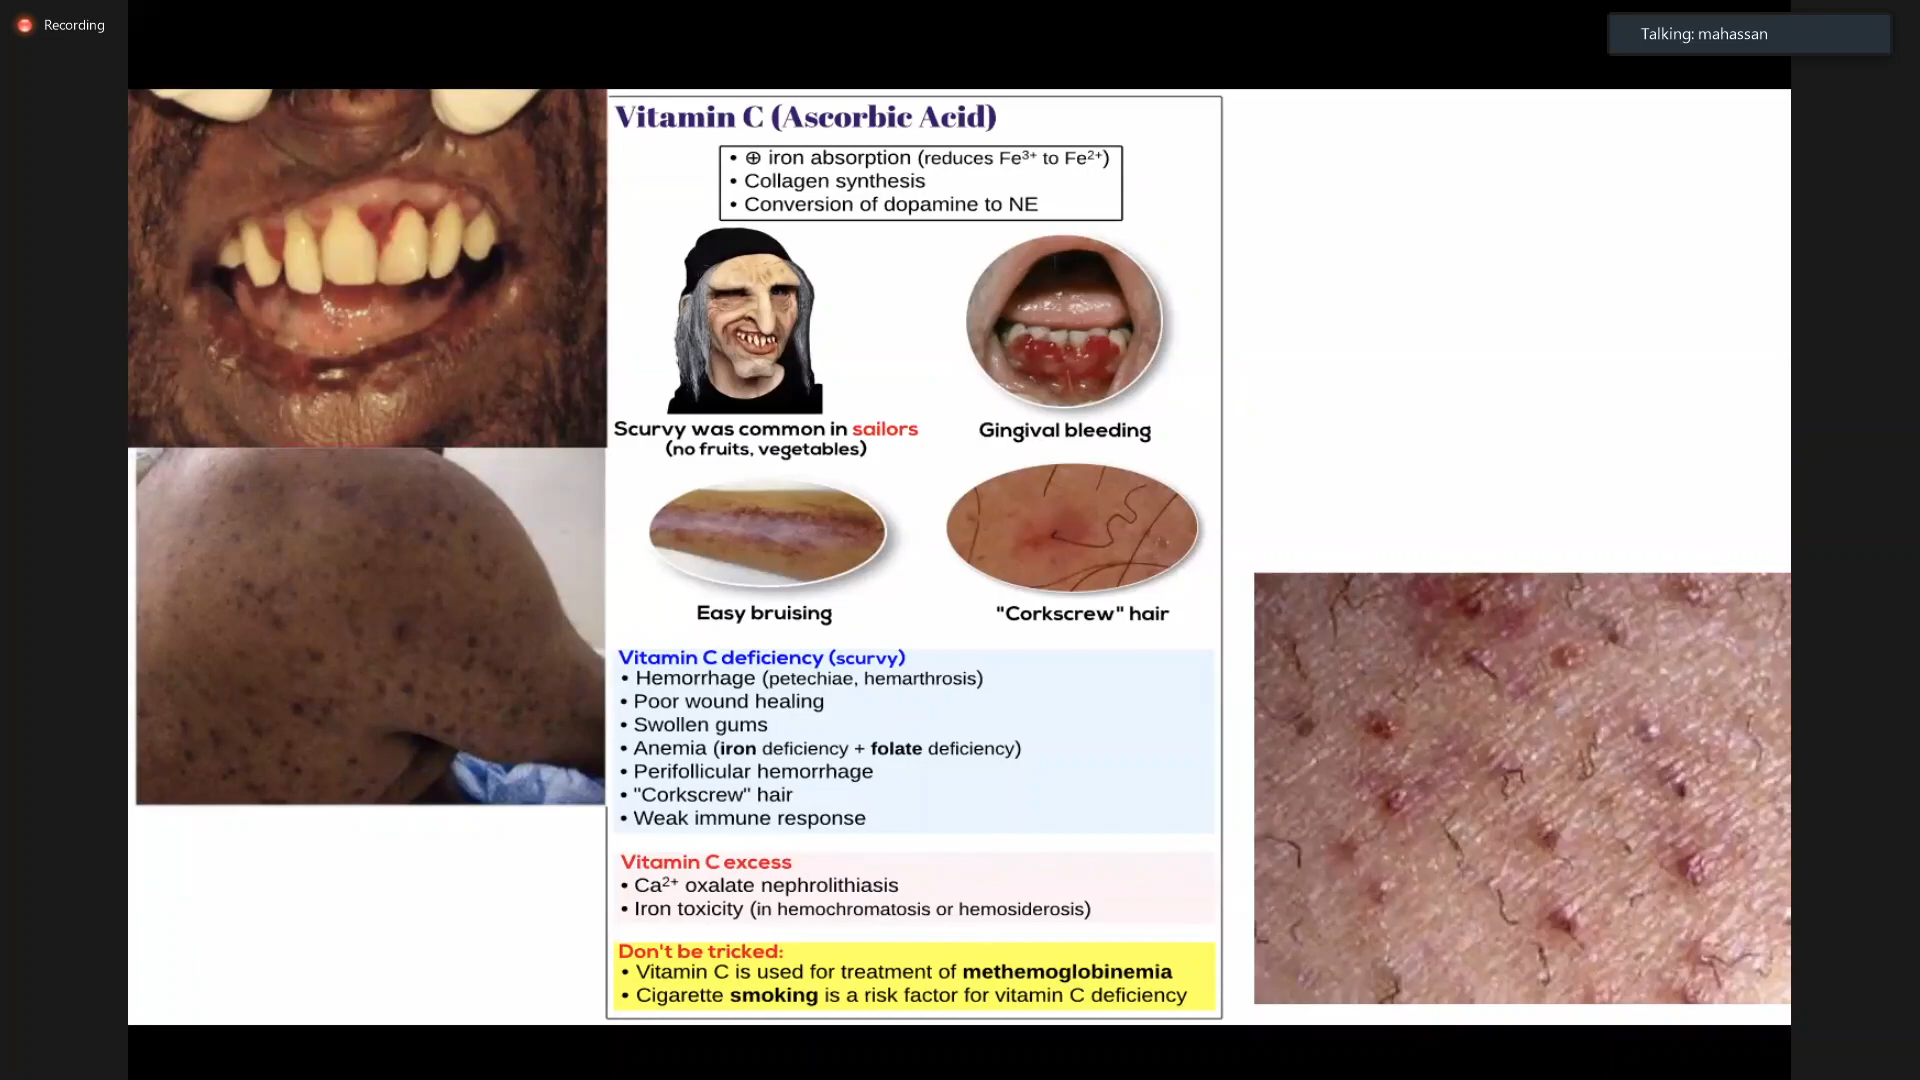 Recording
Talking: mahassan
Vitamin C (Ascorbic Acid)
• ⊕ iron absorption (reduces Fe³⁺ to Fe²⁺)
• Collagen synthesis
• Conversion of dopamine to NE
Scurvy was common in sailors
(no fruits, vegetables)
Gingival bleeding
Easy bruising
"Corkscrew" hair
Vitamin C deficiency (scurvy)
• Hemorrhage (petechiae, hemarthrosis)
• Poor wound healing
• Swollen gums
• Anemia (iron deficiency + folate deficiency)
• Perifollicular hemorrhage
• "Corkscrew" hair
• Weak immune response
Vitamin C excess
• Ca²⁺ oxalate nephrolithiasis
• Iron toxicity (in hemochromatosis or hemosiderosis)
Don't be tricked:
• Vitamin C is used for treatment of methemoglobinemia
• Cigarette smoking is a risk factor for vitamin C deficiency